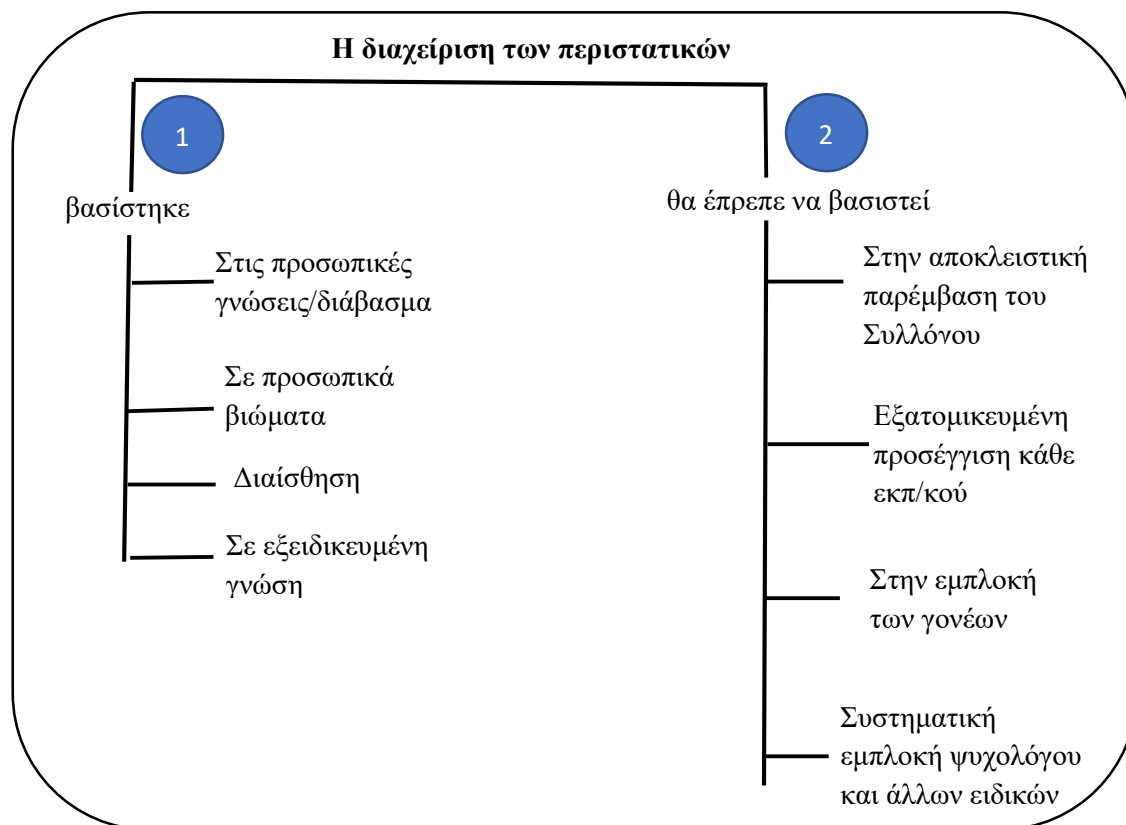 Η διαχείριση των περιστατικών
1
βασίστηκε
Στις προσωπικές
γνώσεις/διάβασμα
Σε προσωπικά
βιώματα
Διαίσθηση
Σε εξειδικευμένη
γνώση
2
θα έπρεπε να βασιστεί
Στην αποκλειστική
παρέμβαση του
Συλλόγου
Εξατομικευμένη
προσέγγιση κάθε
εκπ/κού
Στην εμπλοκή
των γονέων
Συστηματική
εμπλοκή ψυχολόγου
και άλλων ειδικών